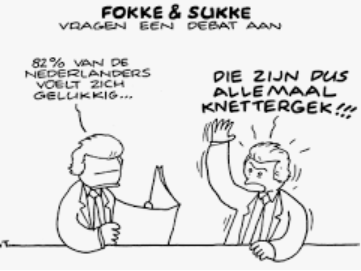 FOKKE & SUKKE
VRAGEN EEN DEBAT AAN
82% VAN DE
NEDERLANDERS
VOELT ZICH
GELUKKIG...
DIE ZIJN DUS
ALLEMAAL
KNETTERGEK!!!